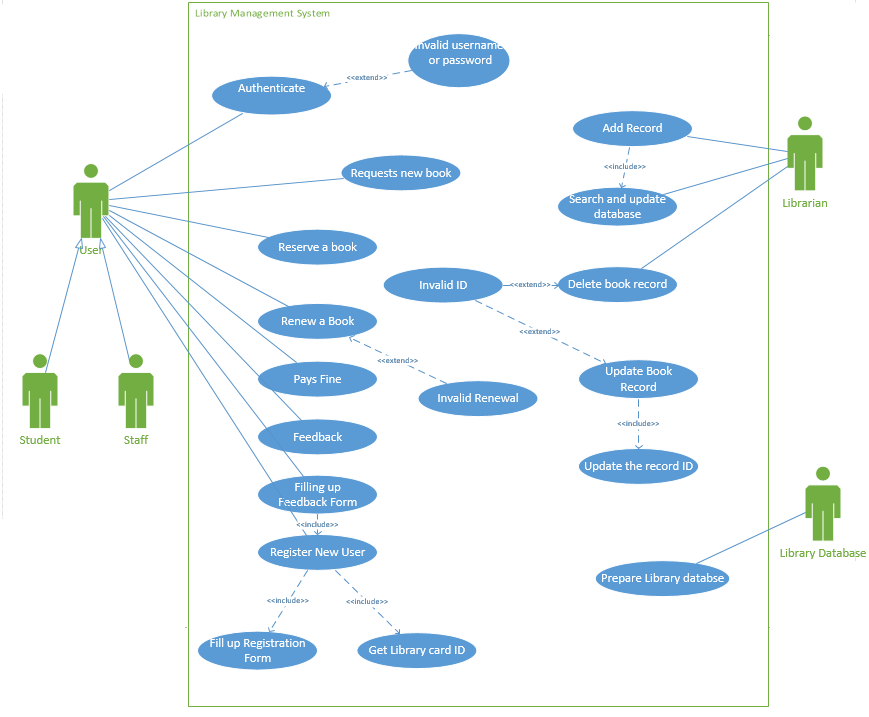 Library Management System
Invalid username
or password
<<extend>>
Authenticate
Add Record
<<include>>
Requests new book
Search and update
database
Librarian
User
Reserve a book
Invalid ID
<<extend>>
Delete book record
Renew a Book
<<extend>>
<<extend>>
Pays Fine
Update Book
Record
Invalid Renewal
<<include>>
Student
Staff
Feedback
Update the record ID
Filling up
Feedback Form
<<include>>
Register New User
Library Database
Prepare Library databse
<<include>>
<<include>>
Fill up Registration
Form
Get Library card ID